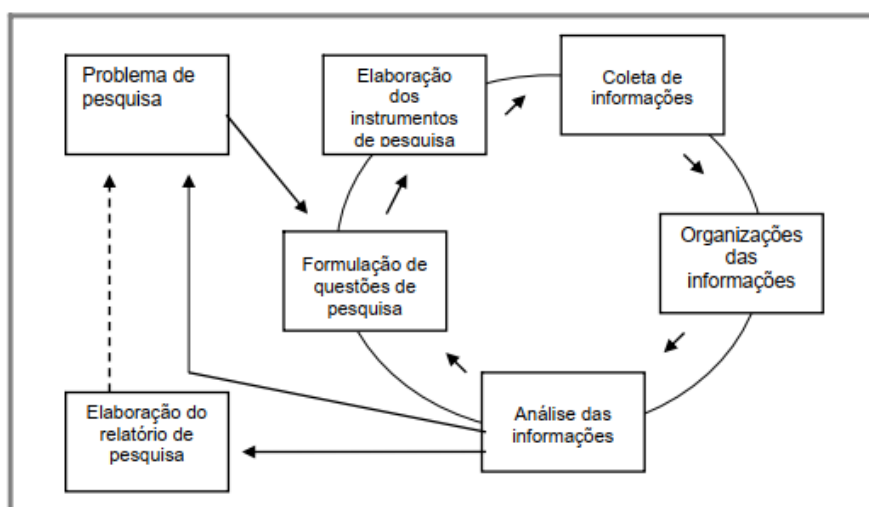 Problema de
pesquisa
Elaboração
dos
instrumentos
de pesquisa
Coleta de
informações
Organizações
das
informações
Formulação de
questões de
pesquisa
Análise das
informações
Elaboração do
relatório de
pesquisa